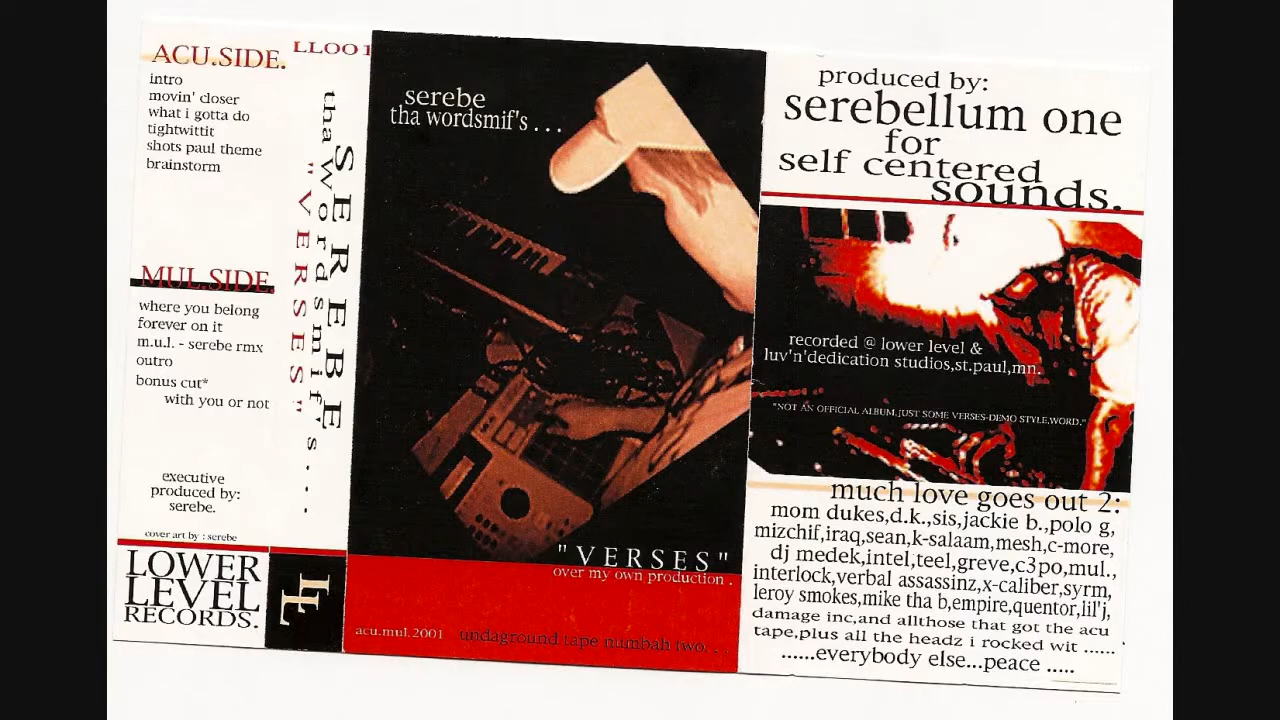 ACU.SIDE.
intro
movin' closer
what i gotta do
tightwittit
shots paul theme
brainstorm
MUL.SIDE.
where you belong
forever on it
m.u.l. - serebe rmx
outro
bonus cut*
with you or not
executive
produced by:
serebe.
cover art by : serebe
LOWER
LEVEL
RECORDS.
LL001
SEREBE
tha wordsmif's . . . .
"VERSES"
LL
serebe
tha wordsmif's . . .
"VERSES"
over my own production .
acu.mul.2001 undaground tape numbah two. . .
produced by:
serebellum one
for
self centered
sounds.
recorded @ lower level &
luv'n'dedication studios,st.paul,mn.
"NOT AN OFFICIAL ALBUM,JUST SOME VERSES-DEMO STYLE,WORD."
much love goes out 2:
mom dukes,d.k.,sis,jackie b.,polo g,
mizchif,iraq,sean,k-salaam,mesh,c-more,
dj medek,intel,teel,greve,c3po,mul.,
interlock,verbal assassinz,x-caliber,syrm,
leroy smokes,mike tha b,empire,quentor,lil'j,
damage inc,and allthose that got the acu
tape,plus all the headz i rocked wit ......
......everybody else...peace .....